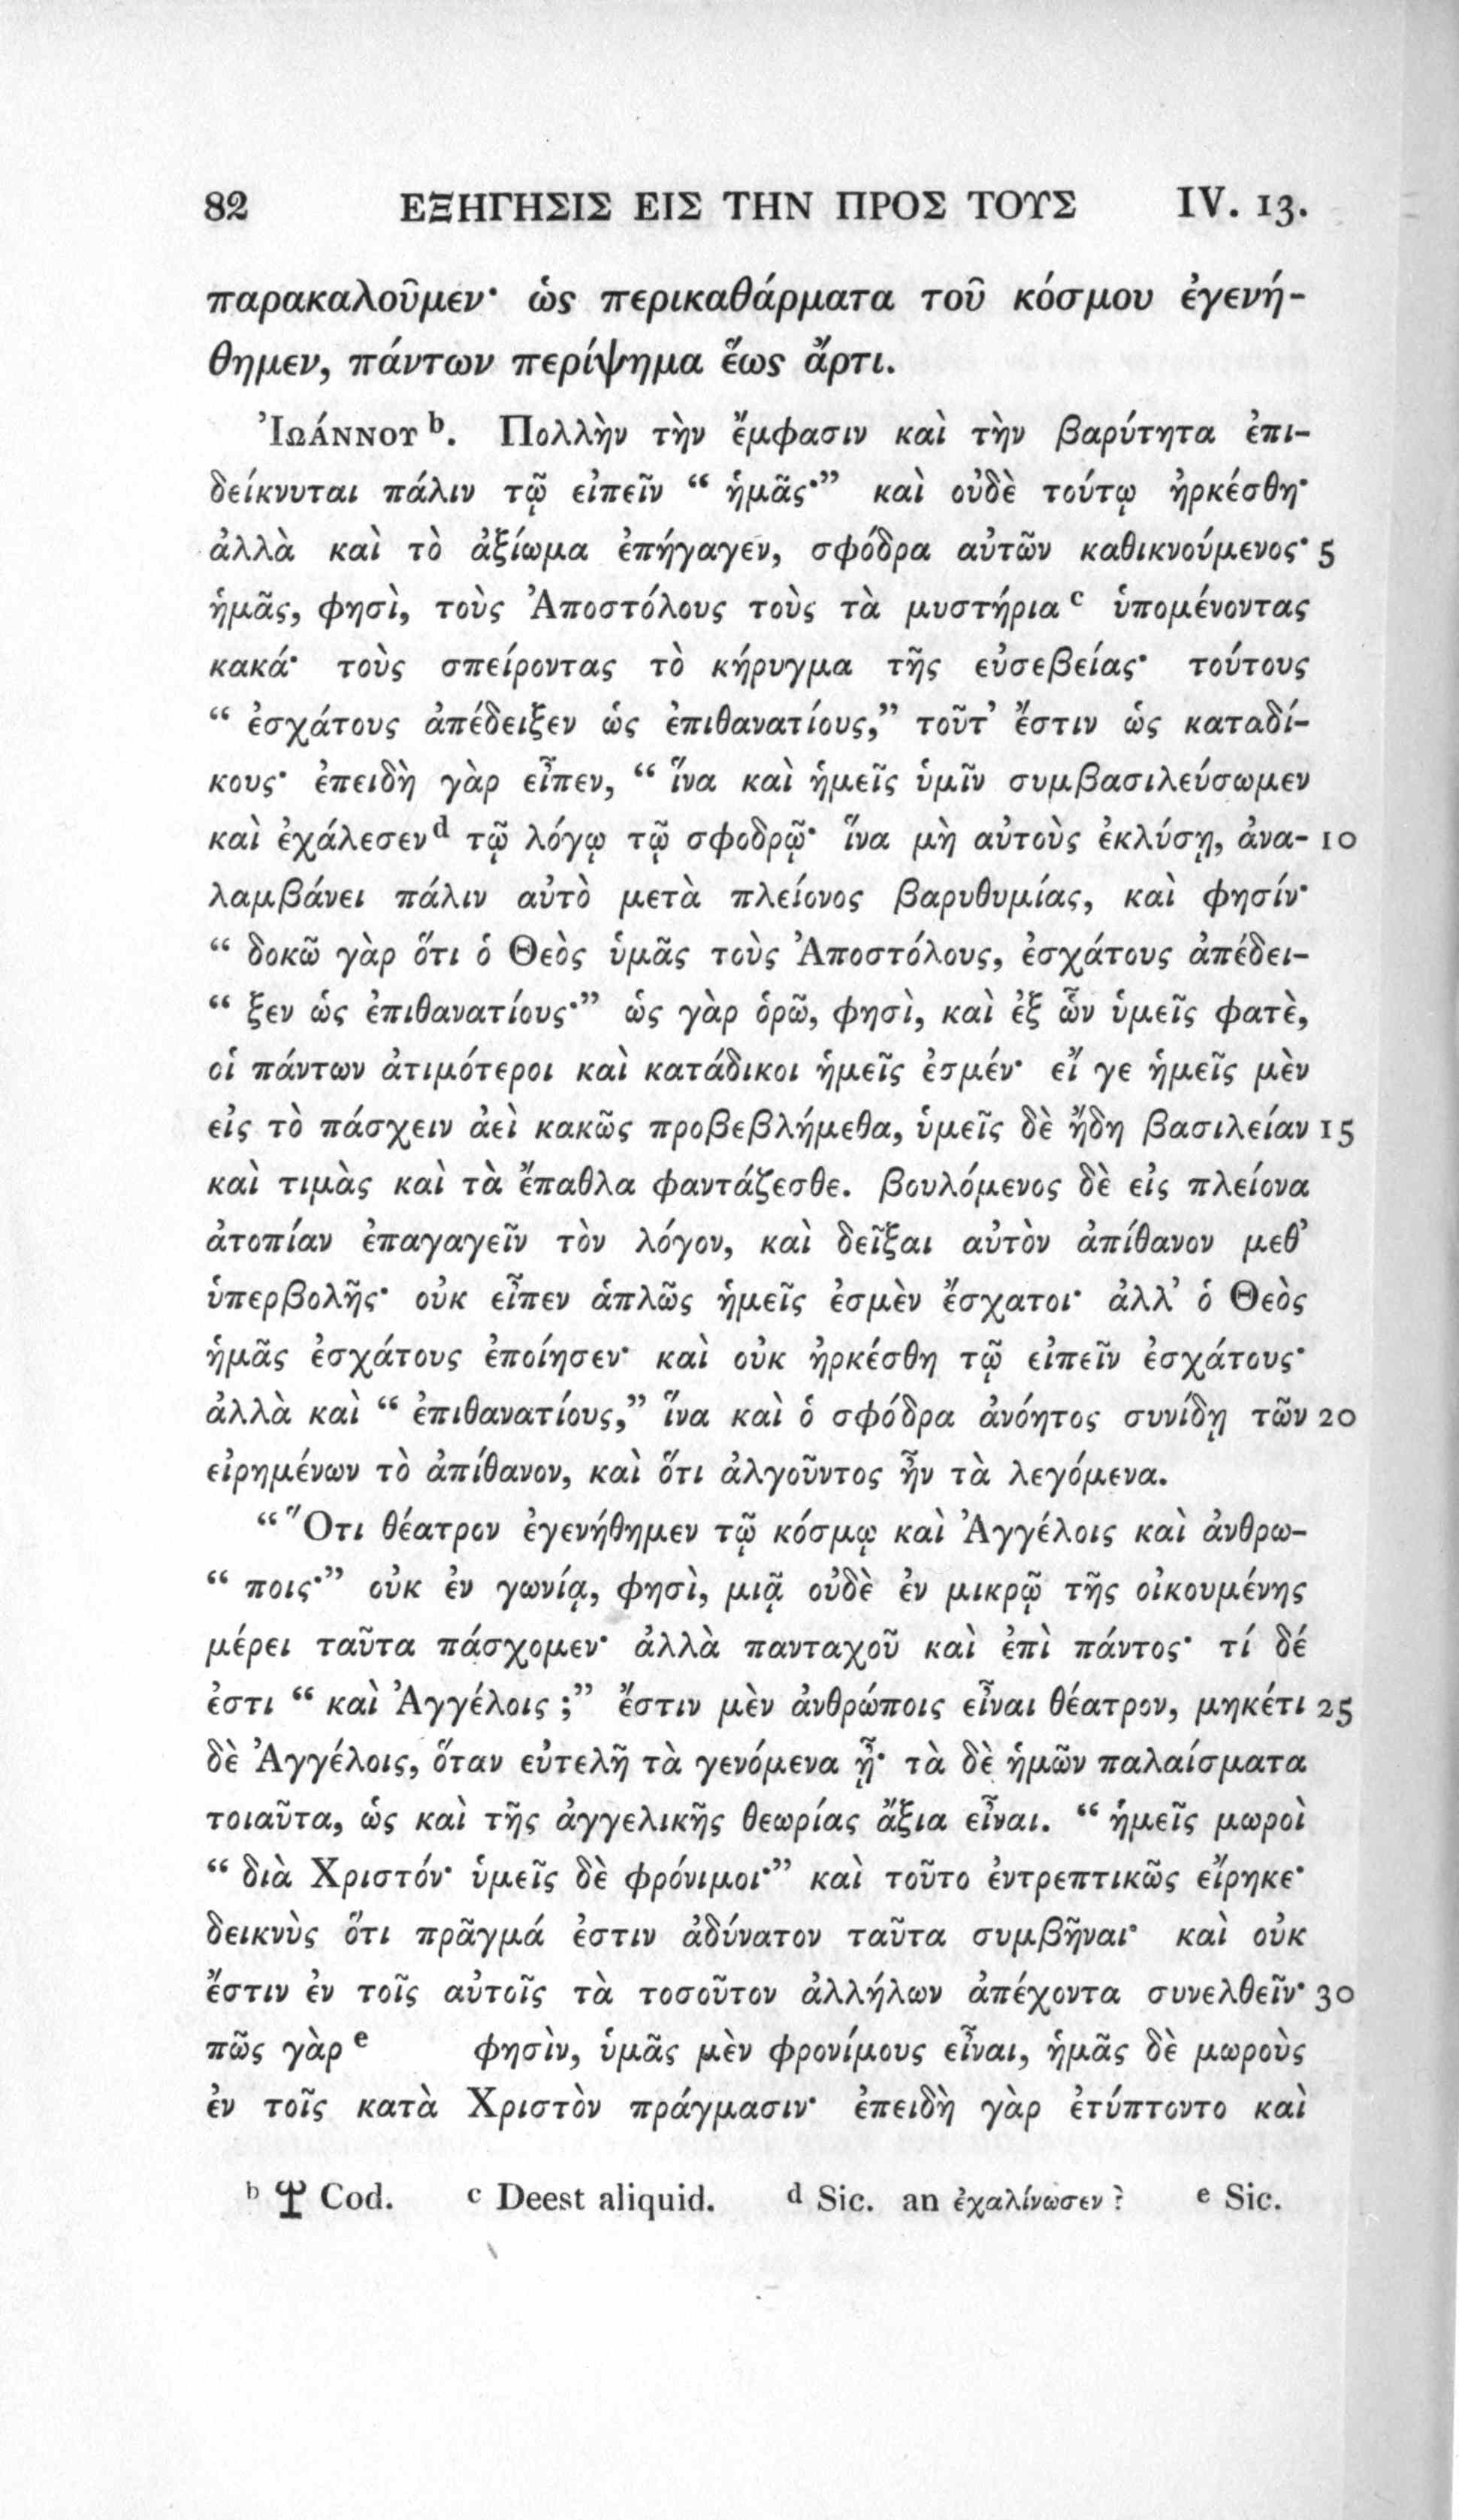 82 ΕΞΗΓΗΣΙΣ ΕΙΣ ΤΗΝ ΠΡΟΣ ΤΟΥΣ IV. 13.
παρακαλοῦμεν· ὡς περικαθάρματα τοῦ κόσμου ἐγενή-
θημεν, πάντων περίψημα ἕως ἄρτι.
Ἰωάννου b. Πολλὴν τὴν ἔμφασιν καὶ τὴν βαρύτητα ἐπι-
δείκνυται πάλιν τῷ εἰπεῖν “ ἡμᾶς·” καὶ οὐδὲ τούτῳ ἠρκέσθη·
ἀλλὰ καὶ τὸ ἀξίωμα ἐπήγαγεν, σφόδρα αὐτῶν καθικνούμενος· 5
ἡμᾶς, φησὶ, τοὺς Ἀποστόλους τοὺς τὰ μυστήρια c ὑπομένοντας
κακά· τοὺς σπείροντας τὸ κήρυγμα τῆς εὐσεβείας· τούτους
“ ἐσχάτους ἀπέδειξεν ὡς ἐπιθανατίους,” τοῦτ’ ἔστιν ὡς καταδί-
κους· ἐπειδὴ γὰρ εἶπεν, “ ἵνα καὶ ἡμεῖς ὑμῖν συμβασιλεύσωμεν
καὶ ἐχάλεσεν d τῷ λόγῳ τῷ σφοδρῷ· ἵνα μὴ αὐτοὺς ἐκλύσῃ, ἀνα- 10
λαμβάνει πάλιν αὐτὸ μετὰ πλείονος βαρυθυμίας, καὶ φησίν·
“ δοκῶ γὰρ ὅτι ὁ Θεὸς ὑμᾶς τοὺς Ἀποστόλους, ἐσχάτους ἀπέδει-
“ ξεν ὡς ἐπιθανατίους·” ὡς γὰρ ὁρῶ, φησὶ, καὶ ἐξ ὧν ὑμεῖς φατὲ,
οἱ πάντων ἀτιμότεροι καὶ κατάδικοι ἡμεῖς ἐσμέν· εἴ γε ἡμεῖς μὲν
εἰς τὸ πάσχειν ἀεὶ κακῶς προβεβλήμεθα, ὑμεῖς δὲ ἤδη βασιλείαν 15
καὶ τιμὰς καὶ τὰ ἔπαθλα φαντάζεσθε. βουλόμενος δὲ εἰς πλείονα
ἀτοπίαν ἐπαγαγεῖν τὸν λόγον, καὶ δεῖξαι αὐτὸν ἀπίθανον μεθ’
ὑπερβολῆς· οὐκ εἶπεν ἁπλῶς ἡμεῖς ἐσμὲν ἔσχατοι· ἀλλ’ ὁ Θεὸς
ἡμᾶς ἐσχάτους ἐποίησεν· καὶ οὐκ ἠρκέσθη τῷ εἰπεῖν ἐσχάτους·
ἀλλὰ καὶ “ ἐπιθανατίους,” ἵνα καὶ ὁ σφόδρα ἀνόητος συνίδῃ τῶν 20
εἰρημένων τὸ ἀπίθανον, καὶ ὅτι ἀλγοῦντος ἦν τὰ λεγόμενα.
“ Ὅτι θέατρον ἐγενήθημεν τῷ κόσμῳ καὶ Ἀγγέλοις καὶ ἀνθρω-
“ ποις·” οὐκ ἐν γωνίᾳ, φησὶ, μιᾷ οὐδὲ ἐν μικρῷ τῆς οἰκουμένης
μέρει ταῦτα πάσχομεν· ἀλλὰ πανταχοῦ καὶ ἐπὶ πάντος· τί δέ
ἐστι “ καὶ Ἀγγέλοις ;” ἔστιν μὲν ἀνθρώποις εἶναι θέατρον, μηκέτι 25
δὲ Ἀγγέλοις, ὅταν εὐτελῆ τὰ γενόμενα ᾖ· τὰ δὲ ἡμῶν παλαίσματα
τοιαῦτα, ὡς καὶ τῆς ἀγγελικῆς θεωρίας ἄξια εἶναι. “ ἡμεῖς μωροὶ
“ διὰ Χριστόν· ὑμεῖς δὲ φρόνιμοι·” καὶ τοῦτο ἐντρεπτικῶς εἴρηκε·
δεικνὺς ὅτι πρᾶγμά ἐστιν ἀδύνατον ταῦτα συμβῆναι· καὶ οὐκ
ἔστιν ἐν τοῖς αὐτοῖς τὰ τοσοῦτον ἀλλήλων ἀπέχοντα συνελθεῖν· 30
πῶς γὰρ e φησὶν, ὑμᾶς μὲν φρονίμους εἶναι, ἡμᾶς δὲ μωροὺς
ἐν τοῖς κατὰ Χριστὸν πράγμασιν· ἐπειδὴ γὰρ ἐτύπτοντο καὶ
b Cod. c Deest aliquid. d Sic. an ἐχαλίνωσεν ? e Sic.